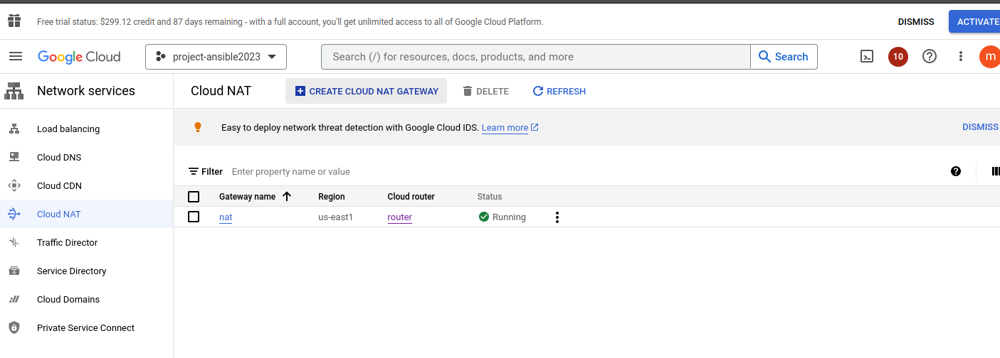 Free trial status: $299.12 credit and 87 days remaining - with a full account, you'll get unlimited access to all of Google Cloud Platform.
DISMISS
ACTIVATE
Google Cloud
project-ansible2023
Search (/) for resources, docs, products, and more
Search
10
m
Network services
Cloud NAT
CREATE CLOUD NAT GATEWAY
DELETE
REFRESH
Load balancing
Cloud DNS
Cloud CDN
Cloud NAT
Traffic Director
Service Directory
Cloud Domains
Private Service Connect
Easy to deploy network threat detection with Google Cloud IDS. Learn more
DISMISS
Filter Enter property name or value
Gateway name Region Cloud router Status
nat us-east1 router Running